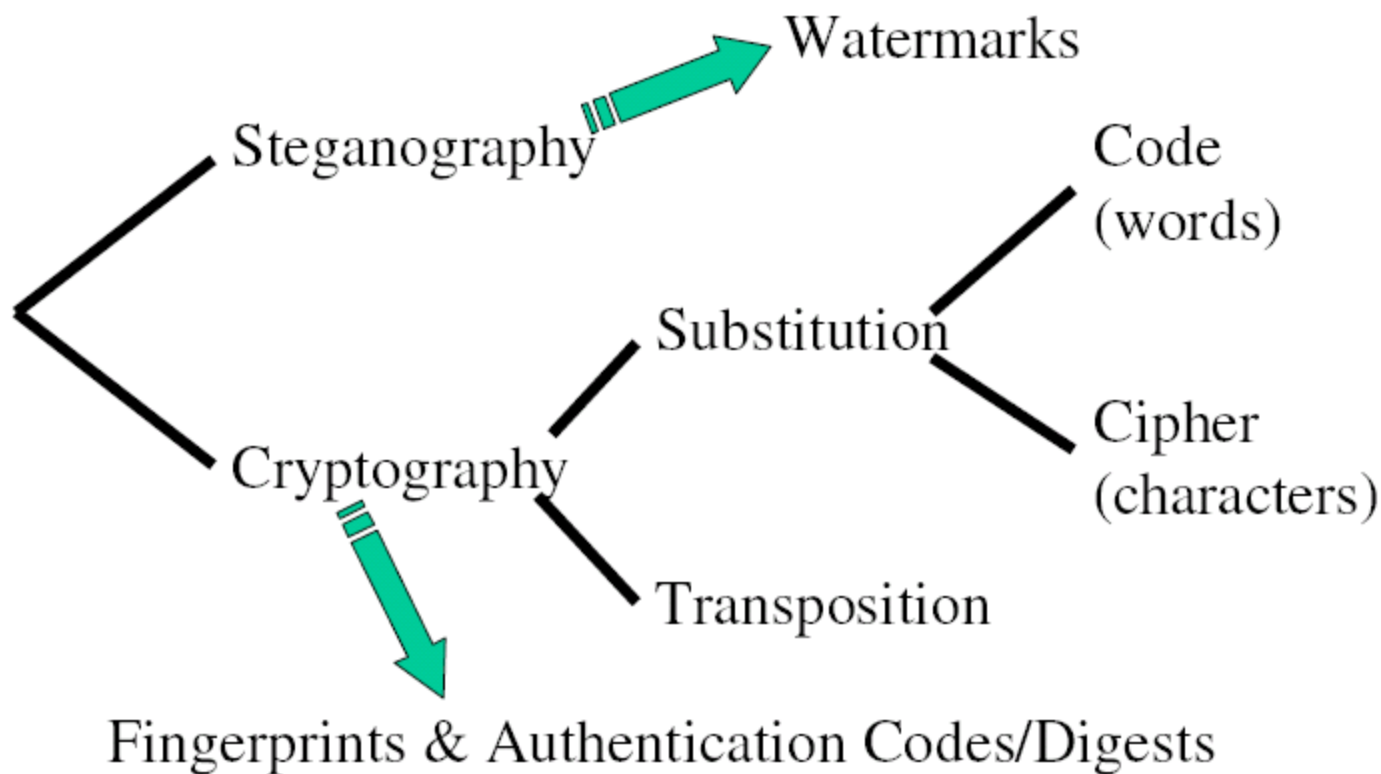 Watermarks
Steganography
Code
(words)
Substitution
Cipher
(characters)
Cryptography
Transposition
Fingerprints & Authentication Codes/Digests